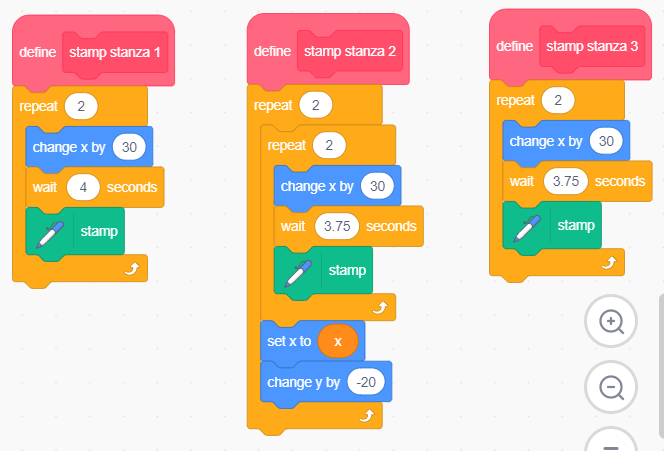 define stamp stanza 1
repeat 2
change x by 30
wait 4 seconds
stamp
define stamp stanza 2
repeat 2
repeat 2
change x by 30
wait 3.75 seconds
stamp
set x to x
change y by -20
define stamp stanza 3
repeat 2
change x by 30
wait 3.75 seconds
stamp